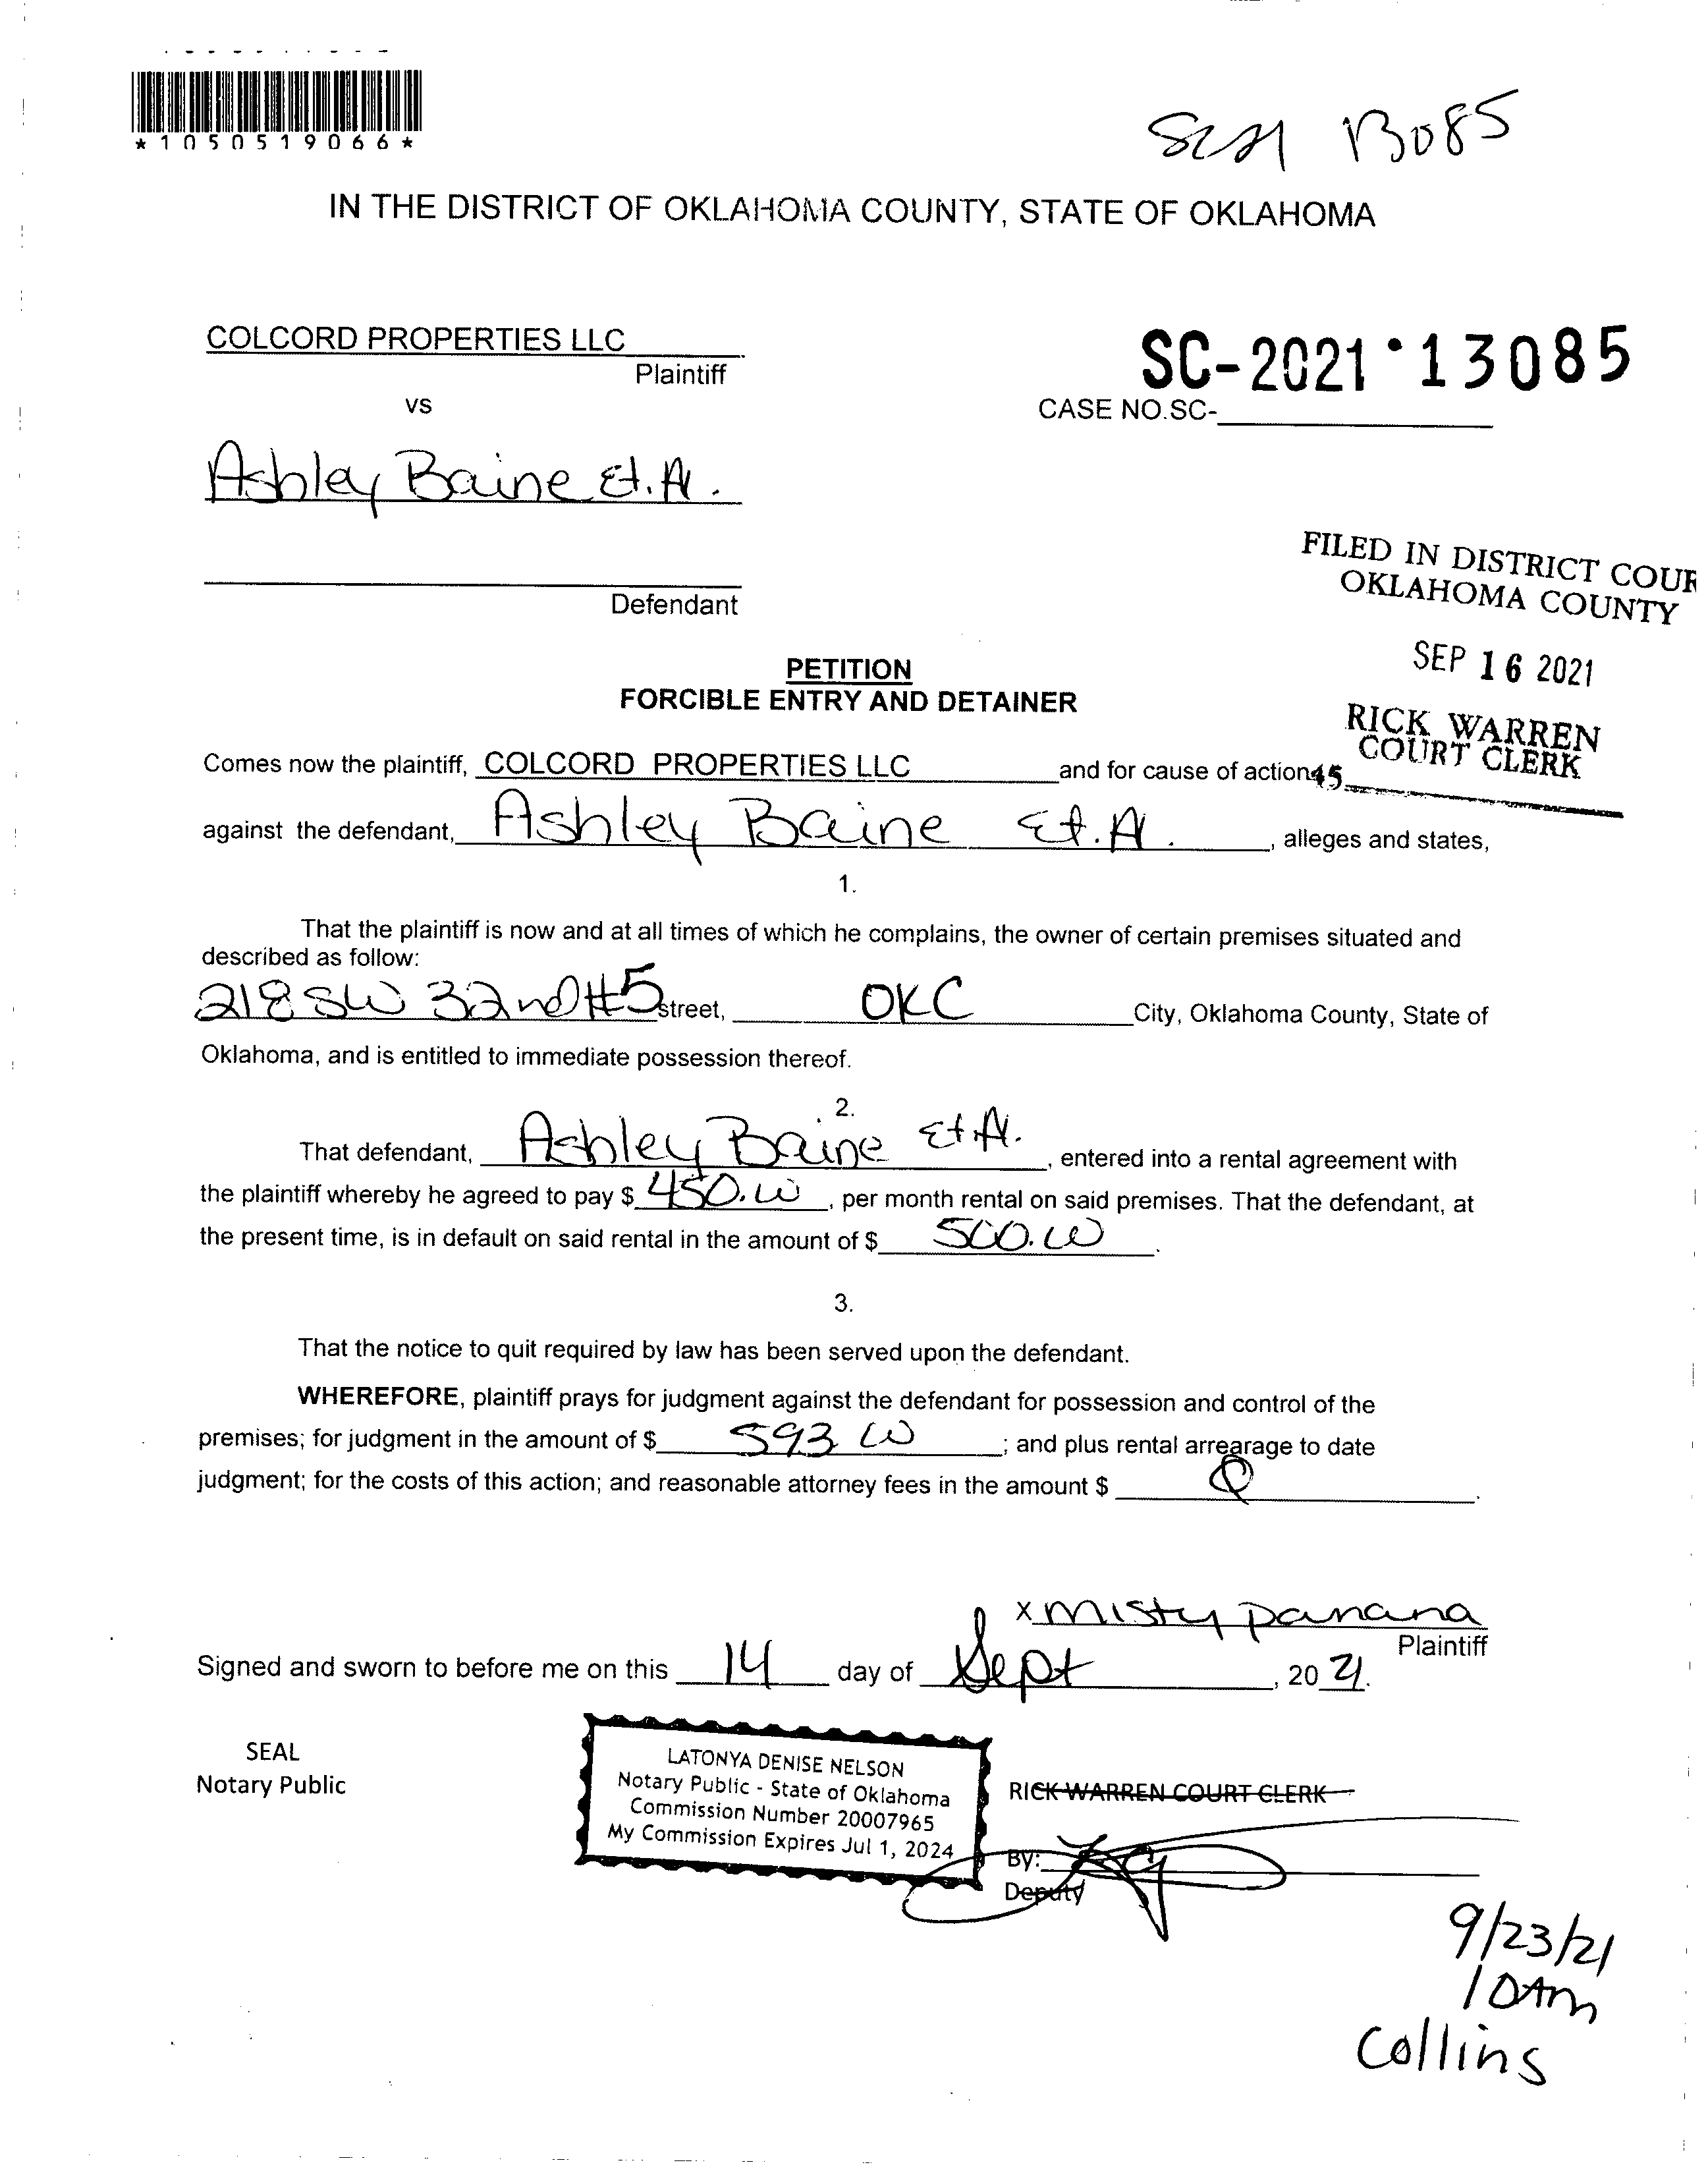 *1050519066*
SC21 13085
IN THE DISTRICT OF OKLAHOMA COUNTY, STATE OF OKLAHOMA
COLCORD PROPERTIES LLC
Plaintiff
vs
SC-2021 • 13085
CASE NO.SC-
Ashley Baine Et. Al.
Defendant
FILED IN DISTRICT COUR
OKLAHOMA COUNTY
SEP 16 2021
RICK WARREN
COURT CLERK
45
PETITION
FORCIBLE ENTRY AND DETAINER
Comes now the plaintiff, COLCORD PROPERTIES LLC and for cause of action
against the defendant, Ashley Baine Et. Al. , alleges and states,
1.
That the plaintiff is now and at all times of which he complains, the owner of certain premises situated and
described as follow:
218 SW 32nd #5 street, OKC City, Oklahoma County, State of
Oklahoma, and is entitled to immediate possession thereof.
2.
That defendant, Ashley Baine Et Al. , entered into a rental agreement with
the plaintiff whereby he agreed to pay $ 450.00 , per month rental on said premises. That the defendant, at
the present time, is in default on said rental in the amount of $ 500.00 .
3.
That the notice to quit required by law has been served upon the defendant.
WHEREFORE, plaintiff prays for judgment against the defendant for possession and control of the
premises; for judgment in the amount of $ 593 00 ; and plus rental arrearage to date
judgment; for the costs of this action; and reasonable attorney fees in the amount $ .
x misty panana
Plaintiff
Signed and sworn to before me on this 14 day of Sept , 20 21.
SEAL
Notary Public
LATONYA DENISE NELSON
Notary Public - State of Oklahoma
Commission Number 20007965
My Commission Expires Jul 1, 2024
RICK WARREN COURT CLERK
By:
Deputy
9/23/21
10Am
Collins